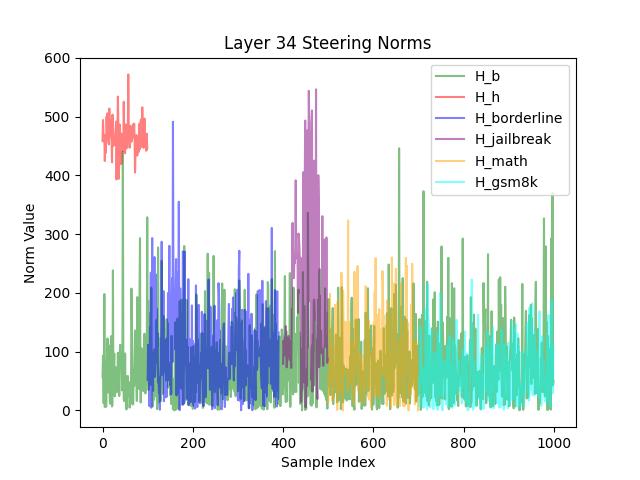 Layer 34 Steering Norms
600
500
400
300
200
100
0
Norm Value
H_b
H_h
H_borderline
H_jailbreak
H_math
H_gsm8k
0 200 400 600 800 1000
Sample Index